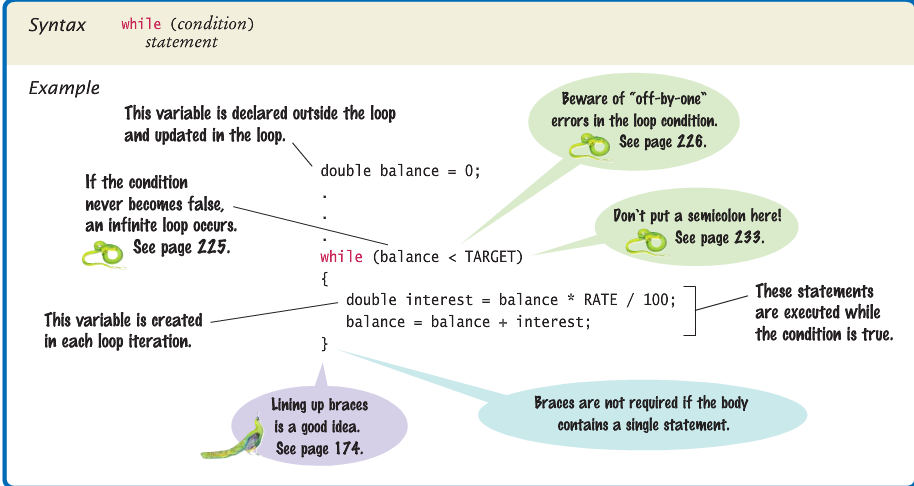 Syntax
while (condition)
statement
Example
This variable is declared outside the loop
and updated in the loop.
Beware of "off-by-one"
errors in the loop condition.
See page 226.
double balance = 0;
.
.
.
If the condition
never becomes false,
an infinite loop occurs.
See page 225.
Don't put a semicolon here!
See page 233.
while (balance < TARGET)
{
double interest = balance * RATE / 100;
balance = balance + interest;
}
This variable is created
in each loop iteration.
These statements
are executed while
the condition is true.
Lining up braces
is a good idea.
See page 174.
Braces are not required if the body
contains a single statement.